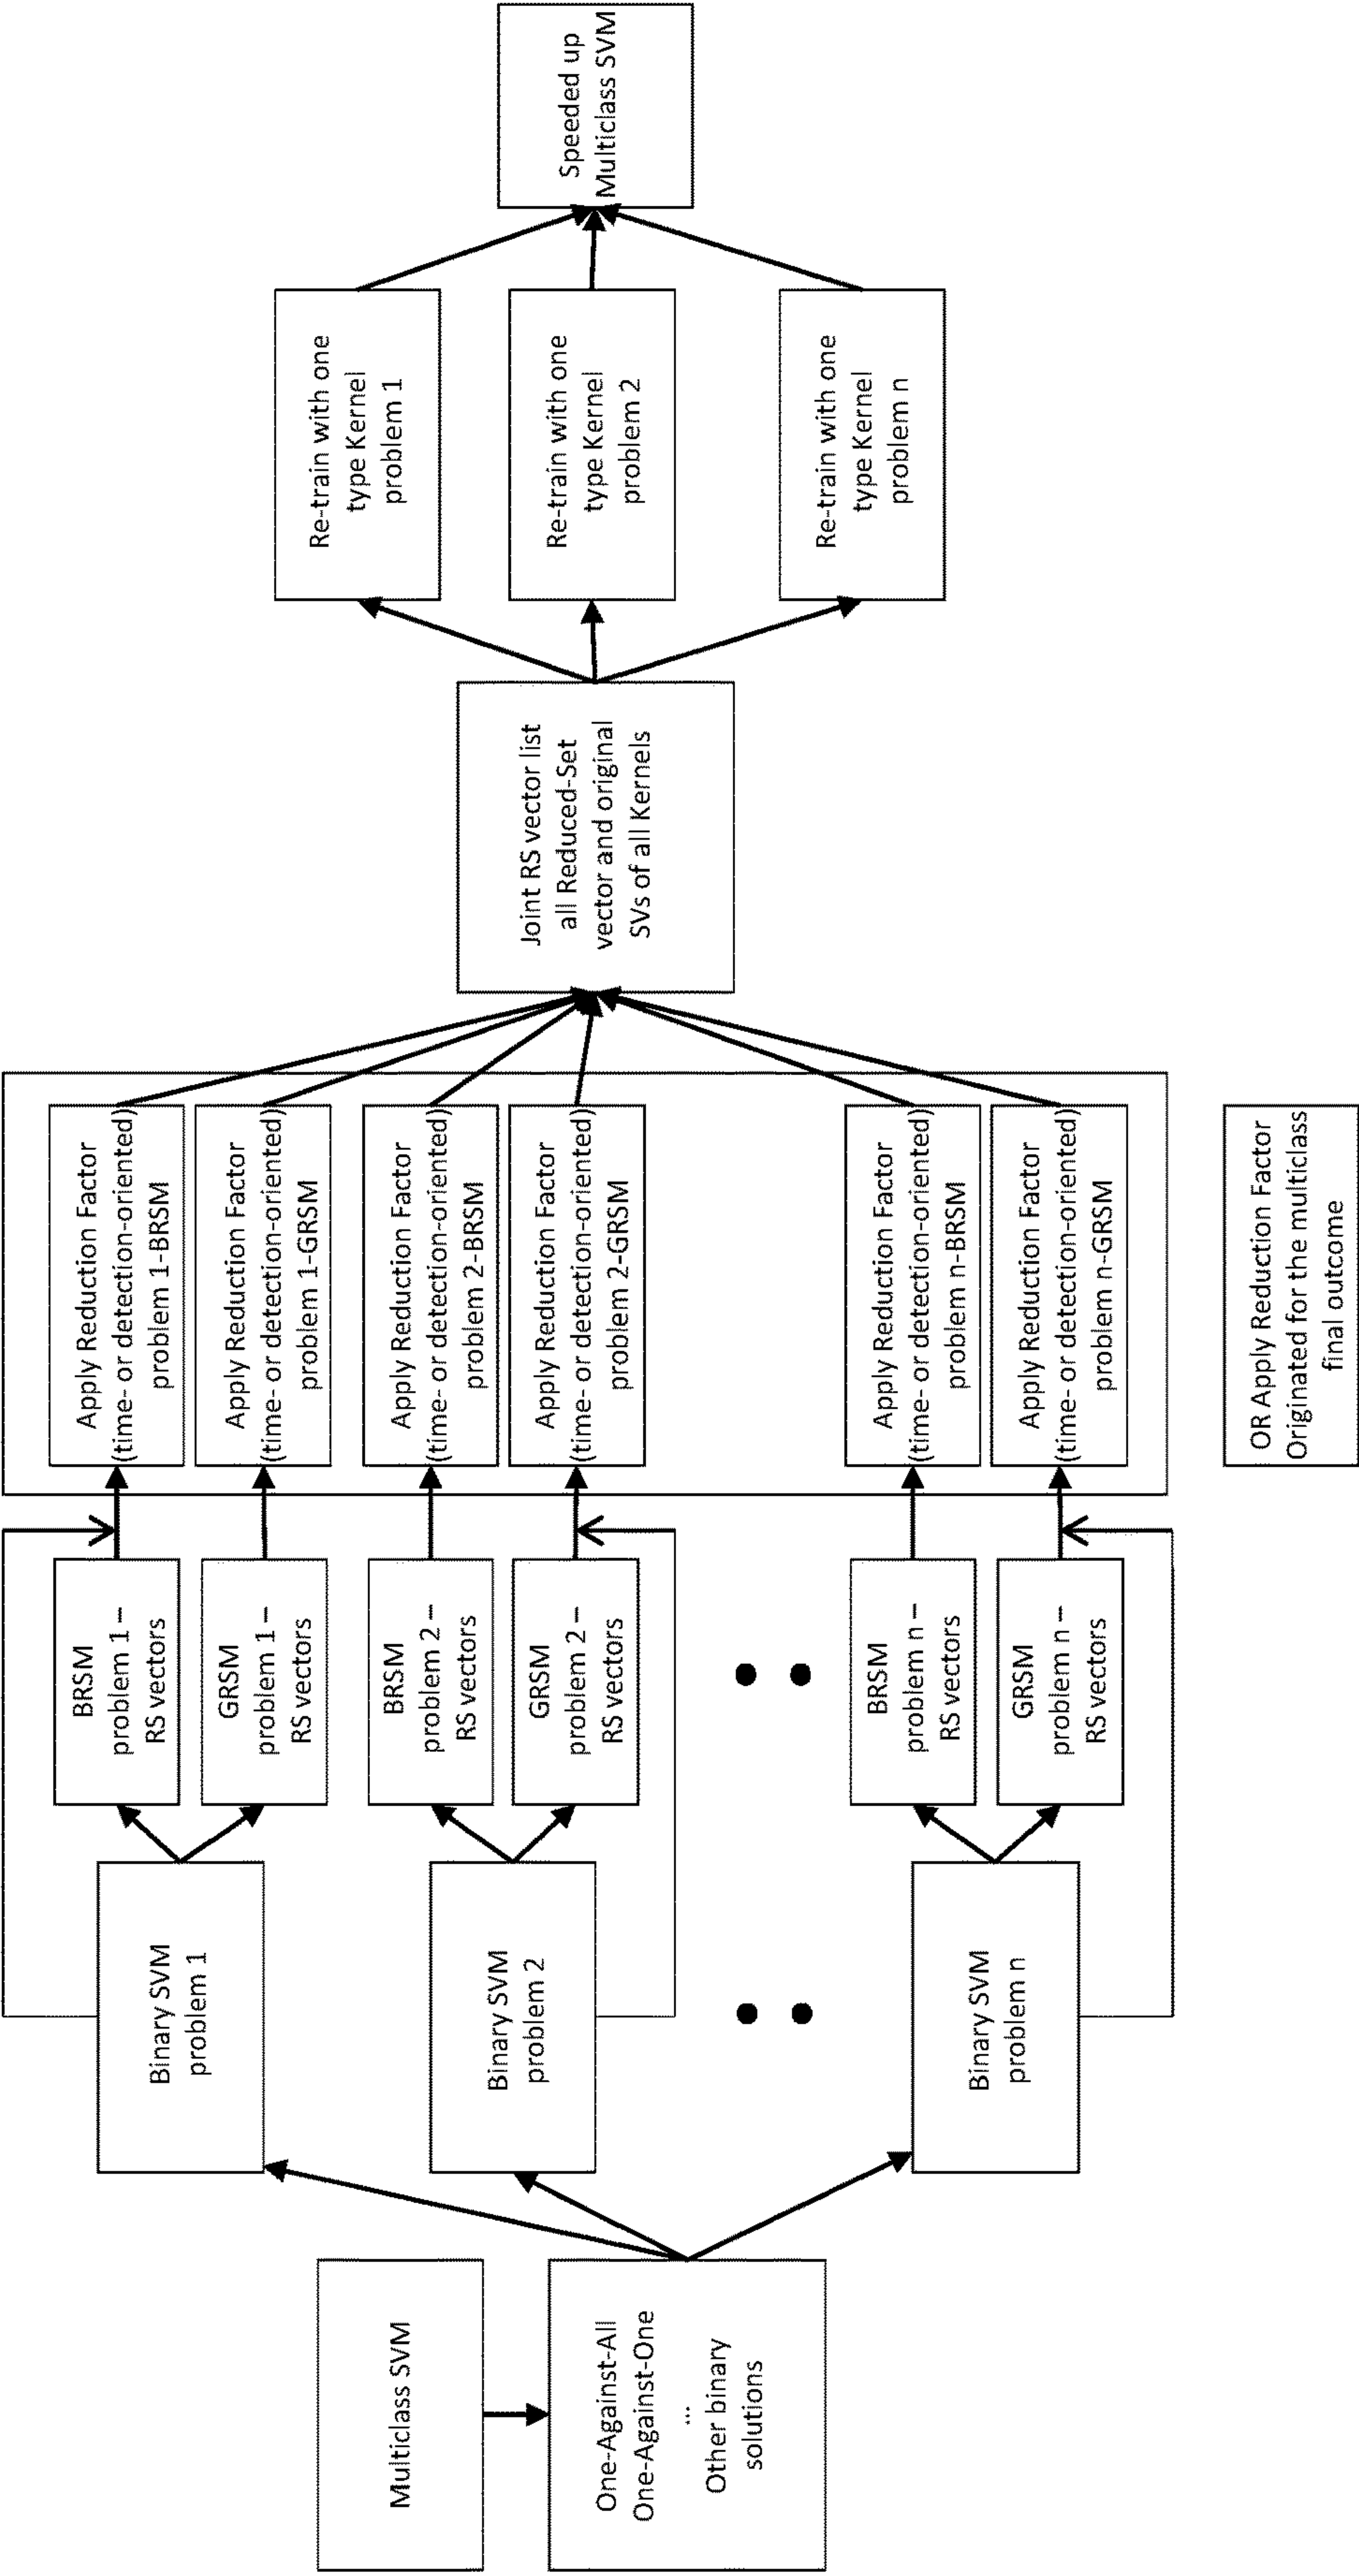 Multiclass SVM
One-Against-All
One-Against-One
...
Other binary
solutions
Binary SVM
problem 1
Binary SVM
problem 2
Binary SVM
problem n
BRSM
problem 1 –
RS vectors
GRSM
problem 1 –
RS vectors
BRSM
problem 2 –
RS vectors
GRSM
problem 2 –
RS vectors
BRSM
problem n –
RS vectors
GRSM
problem n –
RS vectors
Apply Reduction Factor
(time- or detection-oriented)
problem 1-BRSM
Apply Reduction Factor
(time- or detection-oriented)
problem 1-GRSM
Apply Reduction Factor
(time- or detection-oriented)
problem 2-BRSM
Apply Reduction Factor
(time- or detection-oriented)
problem 2-GRSM
Apply Reduction Factor
(time- or detection-oriented)
problem n-BRSM
Apply Reduction Factor
(time- or detection-oriented)
problem n-GRSM
OR Apply Reduction Factor
Originated for the multiclass
final outcome
Joint RS vector list
all Reduced-Set
vector and original
SVs of all Kernels
Re-train with one
type Kernel
problem 1
Re-train with one
type Kernel
problem 2
Re-train with one
type Kernel
problem n
Speeded up
Multiclass SVM